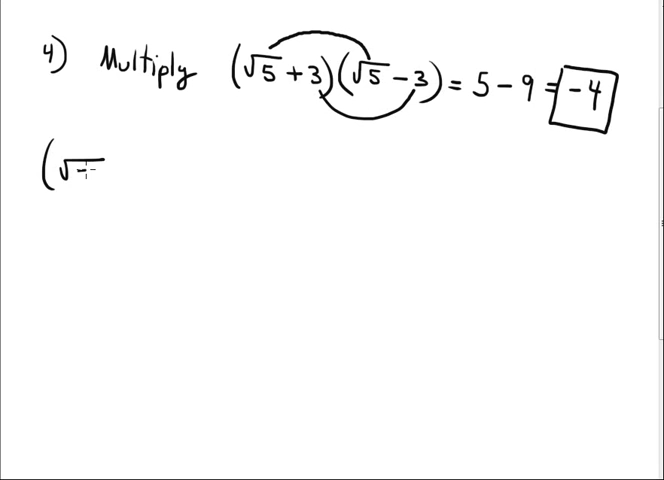 4) Multiply (√5 + 3)(√5 - 3) = 5 - 9 = -4
(√